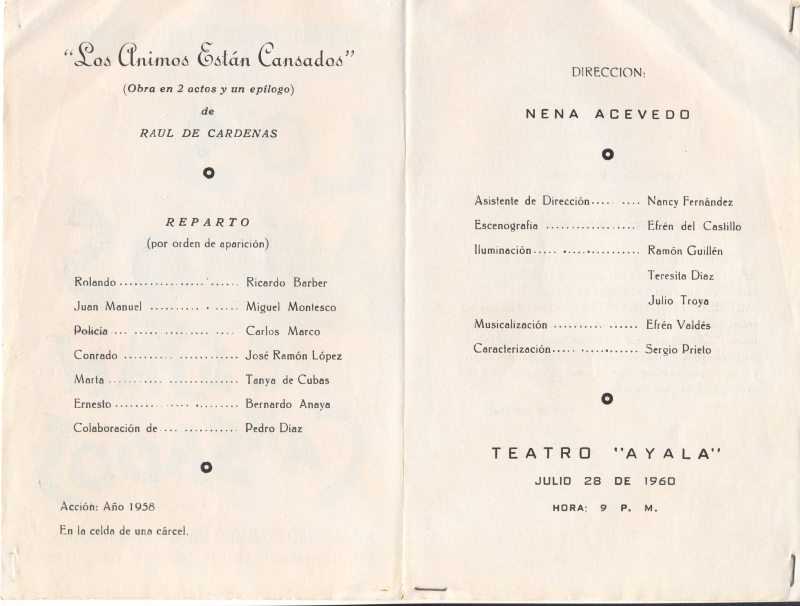 "Los Animos Están Cansados"
(Obra en 2 actos y un epílogo)
de
RAUL DE CARDENAS
REPARTO
(por orden de aparición)
Rolando .................. Ricardo Barber
Juan Manuel .................. Miguel Montesco
Policía .................. Carlos Marco
Conrado .................. José Ramón López
Marta .................. Tanya de Cubas
Ernesto .................. Bernardo Anaya
Colaboración de .................. Pedro Diaz
Acción: Año 1958
En la celda de una cárcel.
DIRECCION:
NENA ACEVEDO
Asistente de Dirección .......... Nancy Fernández
Escenografia .................. Efrén del Castillo
Iluminación .................. Ramón Guillén
Teresita Diaz
Julio Troya
Musicalización .................. Efrén Valdés
Caracterización .................. Sergio Prieto
TEATRO "AYALA"
JULIO 28 DE 1960
HORA: 9 P. M.